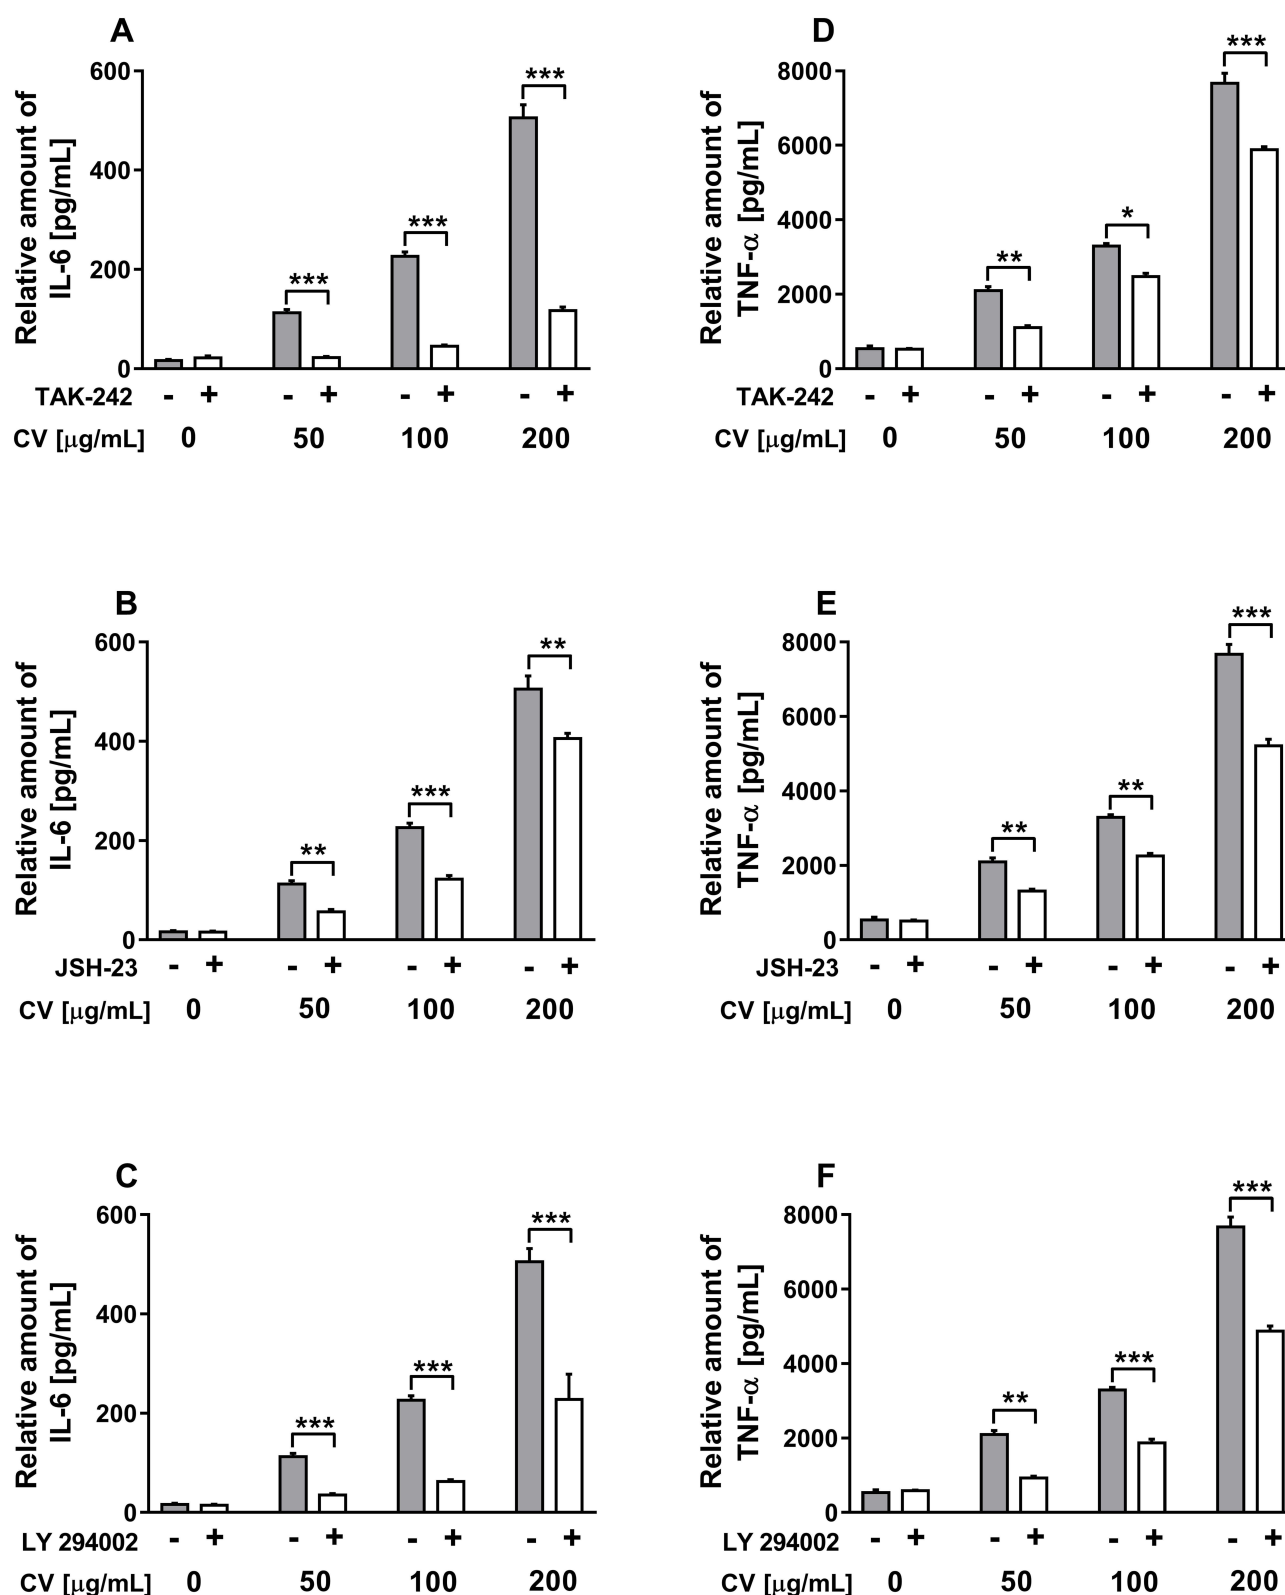 A
Relative amount of
IL-6 [pg/mL]
600
400
200
0
***
***
***
TAK-242 - + - + - + - +
CV [μg/mL] 0 50 100 200
D
Relative amount of
TNF-α [pg/mL]
8000
6000
4000
2000
0
**
*
***
TAK-242 - + - + - + - +
CV [μg/mL] 0 50 100 200
B
Relative amount of
IL-6 [pg/mL]
600
400
200
0
**
***
**
JSH-23 - + - + - + - +
CV [μg/mL] 0 50 100 200
E
Relative amount of
TNF-α [pg/mL]
8000
6000
4000
2000
0
**
**
***
JSH-23 - + - + - + - +
CV [μg/mL] 0 50 100 200
C
Relative amount of
IL-6 [pg/mL]
600
400
200
0
***
***
***
LY 294002 - + - + - + - +
CV [μg/mL] 0 50 100 200
F
Relative amount of
TNF-α [pg/mL]
8000
6000
4000
2000
0
**
***
***
LY 294002 - + - + - + - +
CV [μg/mL] 0 50 100 200